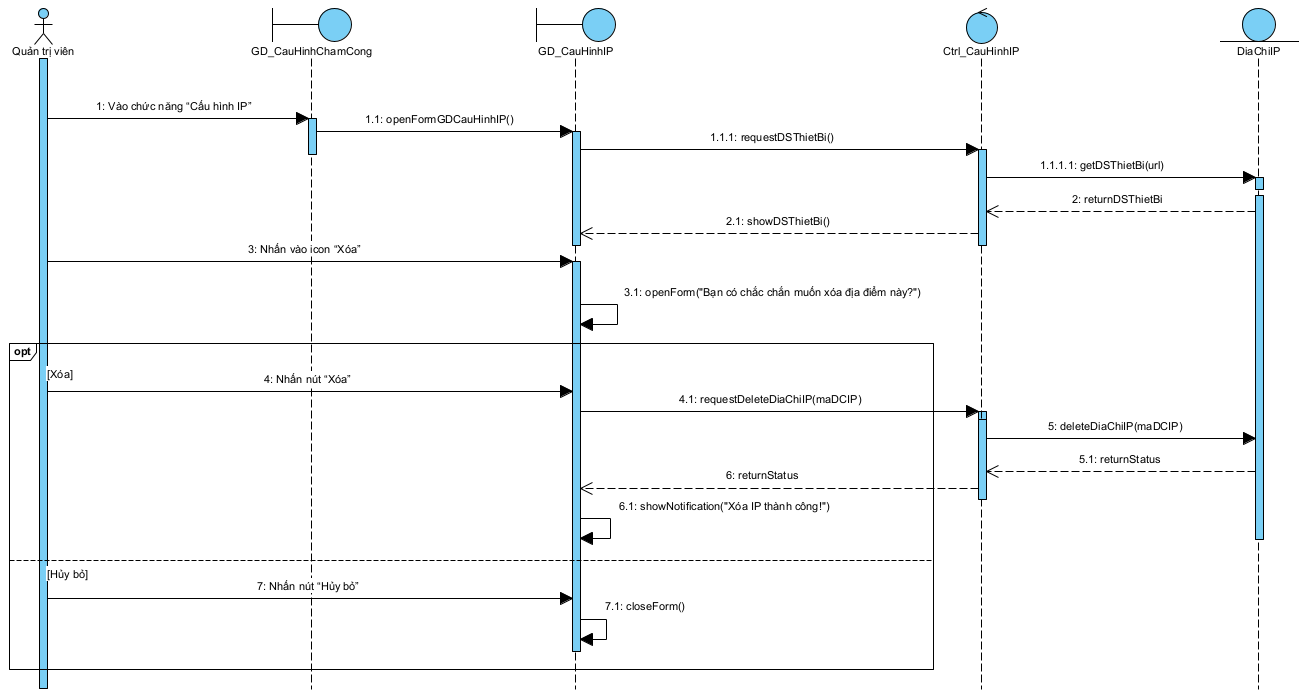 Quản trị viên
GD_CauHinhChamCong
GD_CauHinhIP
Ctrl_CauHinhIP
DiaChiIP
1: Vào chức năng “Cấu hình IP”
1.1: openFormGDCauHinhIP()
1.1.1: requestDSThietBi()
1.1.1.1: getDSThietBi(url)
2: returnDSThietBi
2.1: showDSThietBi()
3: Nhấn vào icon “Xóa”
3.1: openForm("Bạn có chắc chắn muốn xóa địa điểm này?")
opt
[Xóa]
4: Nhấn nút “Xóa”
4.1: requestDeleteDiaChiIP(maDCIP)
5: deleteDiaChiIP(maDCIP)
5.1: returnStatus
6: returnStatus
6.1: showNotification("Xóa IP thành công!")
[Hủy bỏ]
7: Nhấn nút “Hủy bỏ”
7.1: closeForm()